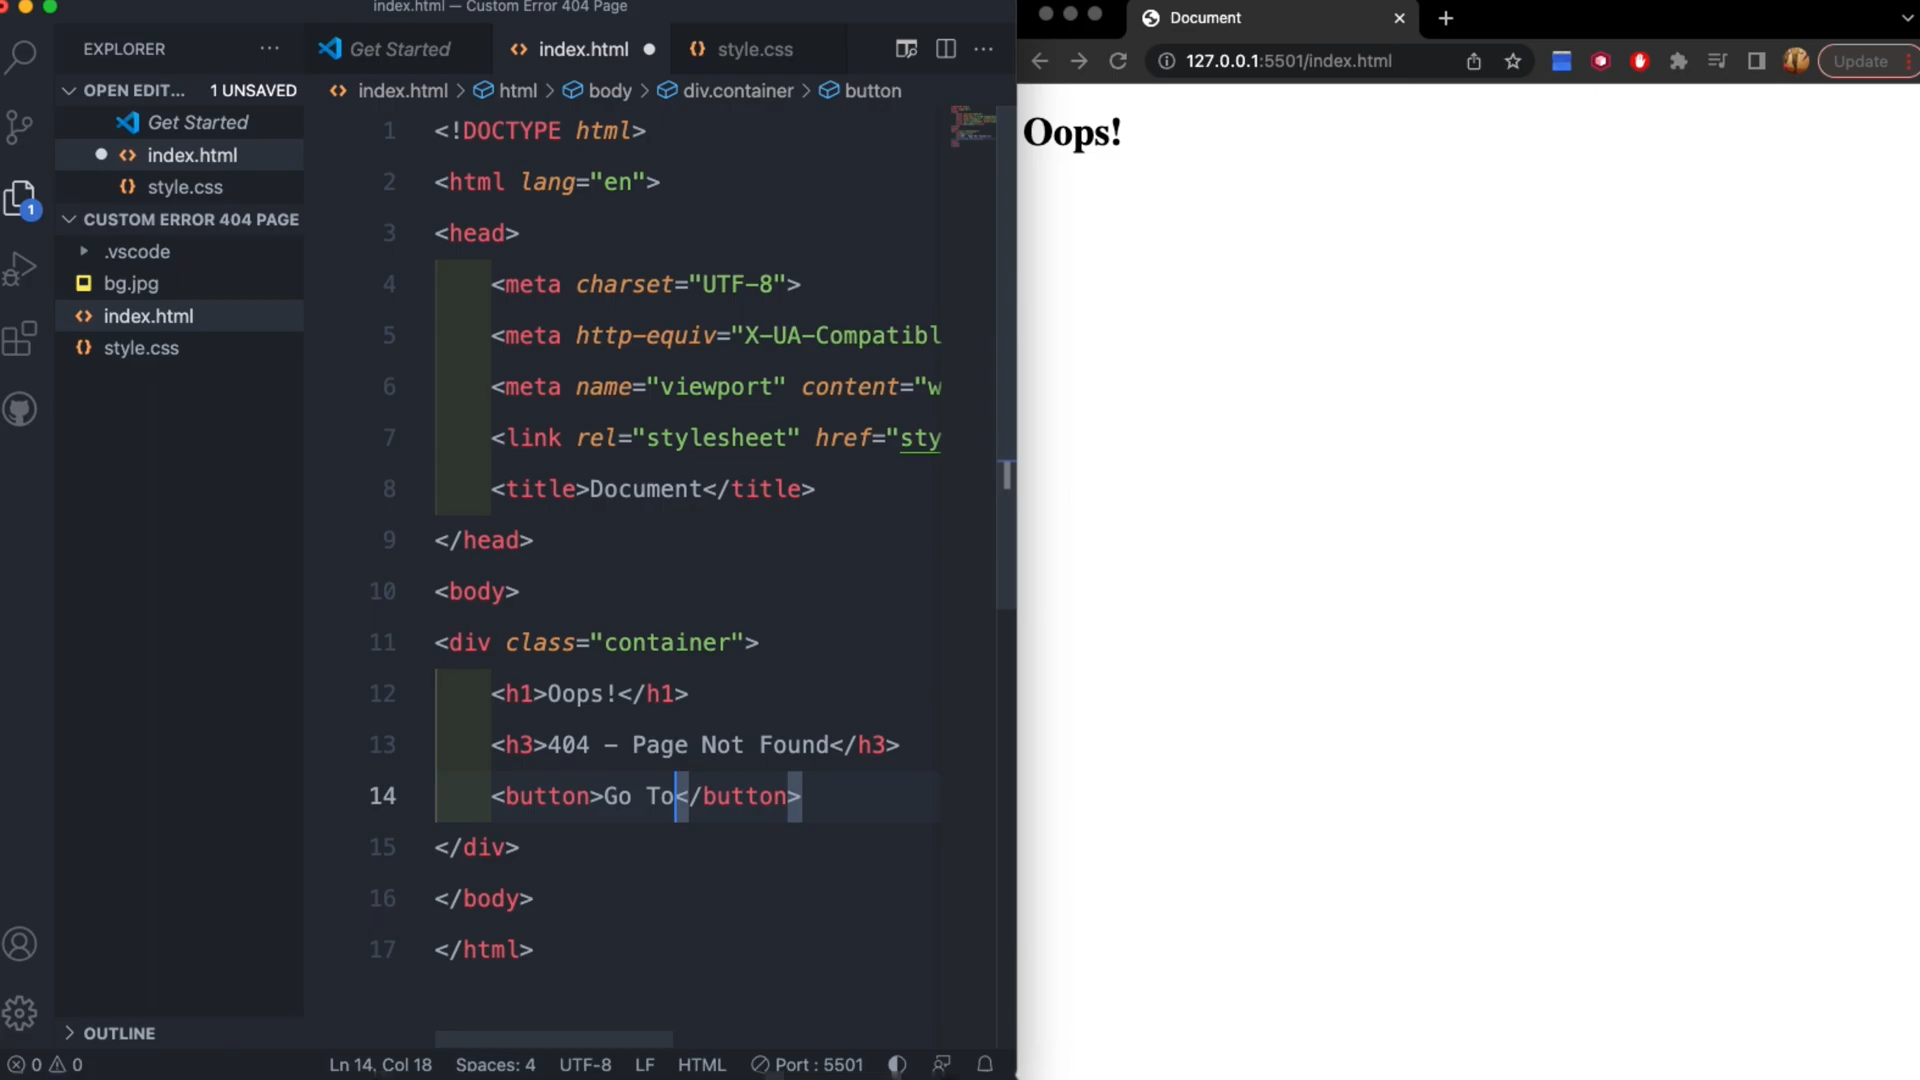 index.html — Custom Error 404 Page
EXPLORER
OPEN EDIT... 1 UNSAVED
Get Started
index.html
style.css
CUSTOM ERROR 404 PAGE
.vscode
bg.jpg
index.html
style.css
OUTLINE
1
Get Started
index.html
style.css
index.html > html > body > div.container > button
1 <!DOCTYPE html>
2 <html lang="en">
3 <head>
4 <meta charset="UTF-8">
5 <meta http-equiv="X-UA-Compatibl
6 <meta name="viewport" content="w
7 <link rel="stylesheet" href="sty
8 <title>Document</title>
9 </head>
10 <body>
11 <div class="container">
12 <h1>Oops!</h1>
13 <h3>404 - Page Not Found</h3>
14 <button>Go To</button>
15 </div>
16 </body>
17 </html>
0 0
Ln 14, Col 18 Spaces: 4 UTF-8 LF HTML Port : 5501
Document
127.0.0.1:5501/index.html
Update
Oops!